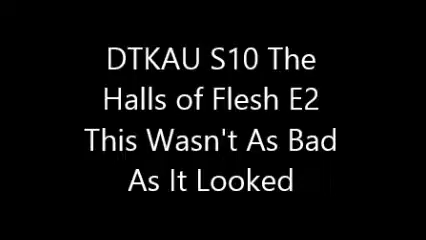 DTKAU S10 The
Halls of Flesh E2
This Wasn't As Bad
As It Looked